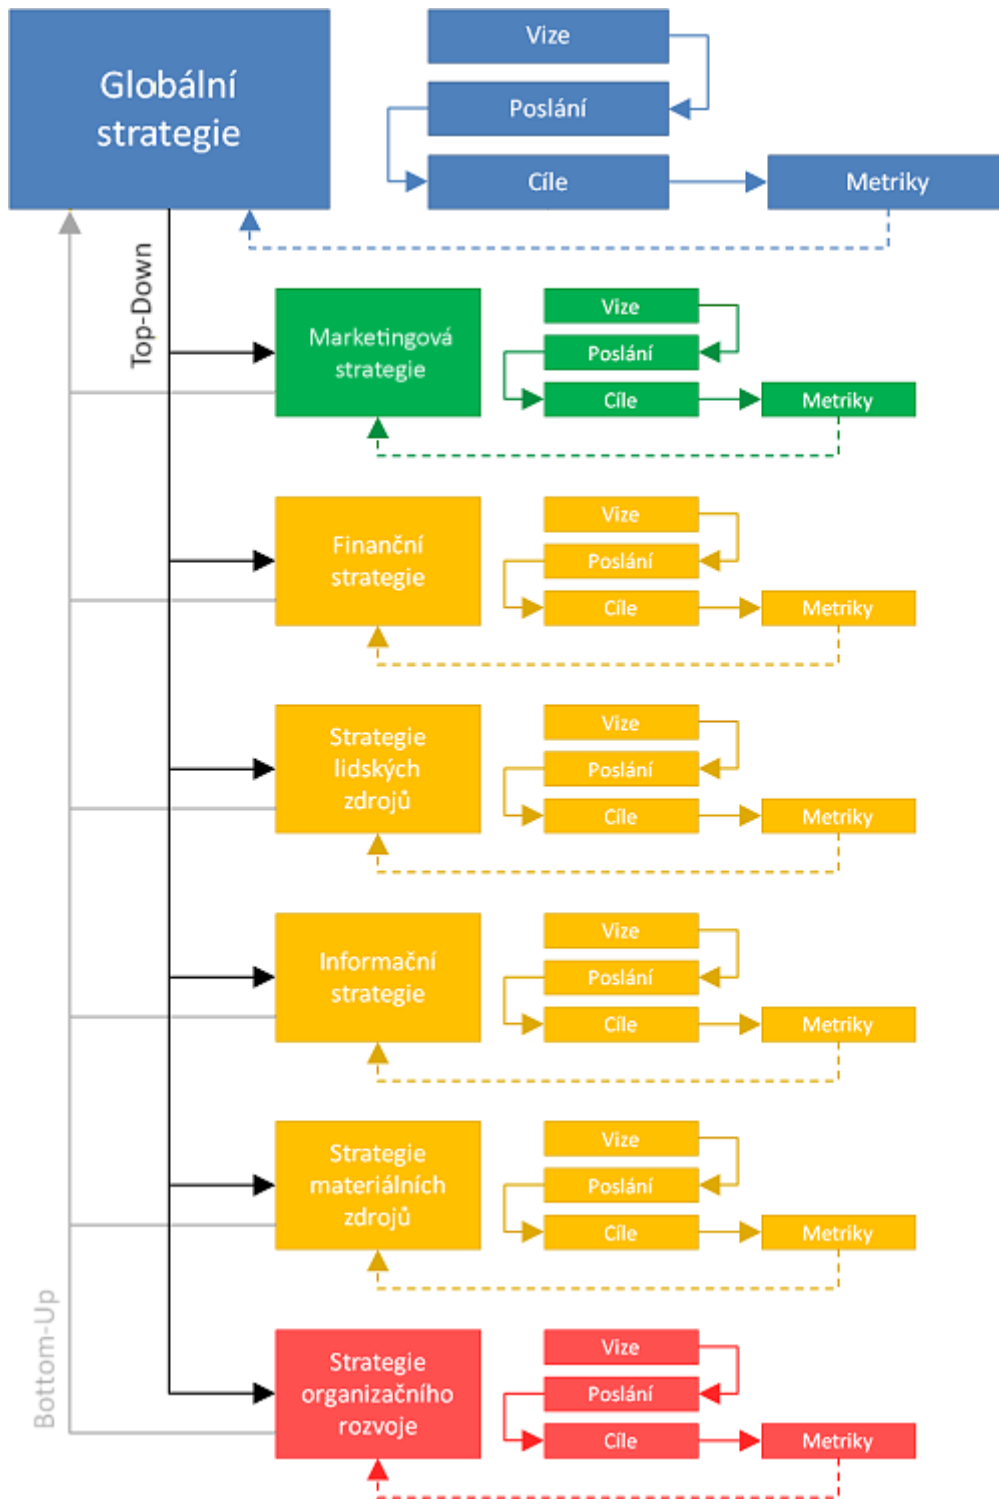 Globální
strategie
Vize
Poslání
Cíle
Metriky
Top-Down
Marketingová
strategie
Vize
Poslání
Cíle
Metriky
Finanční
strategie
Vize
Poslání
Cíle
Metriky
Strategie
lidských
zdrojů
Vize
Poslání
Cíle
Metriky
Informační
strategie
Vize
Poslání
Cíle
Metriky
Strategie
materiálních
zdrojů
Vize
Poslání
Cíle
Metriky
Bottom-Up
Strategie
organizačního
rozvoje
Vize
Poslání
Cíle
Metriky